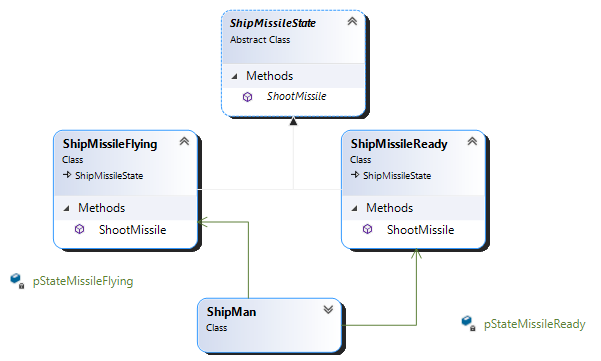 ShipMissileState
Abstract Class
Methods
ShootMissile
ShipMissileFlying
Class
ShipMissileState
Methods
ShootMissile
ShipMissileReady
Class
ShipMissileState
Methods
ShootMissile
pStateMissileFlying
ShipMan
Class
pStateMissileReady